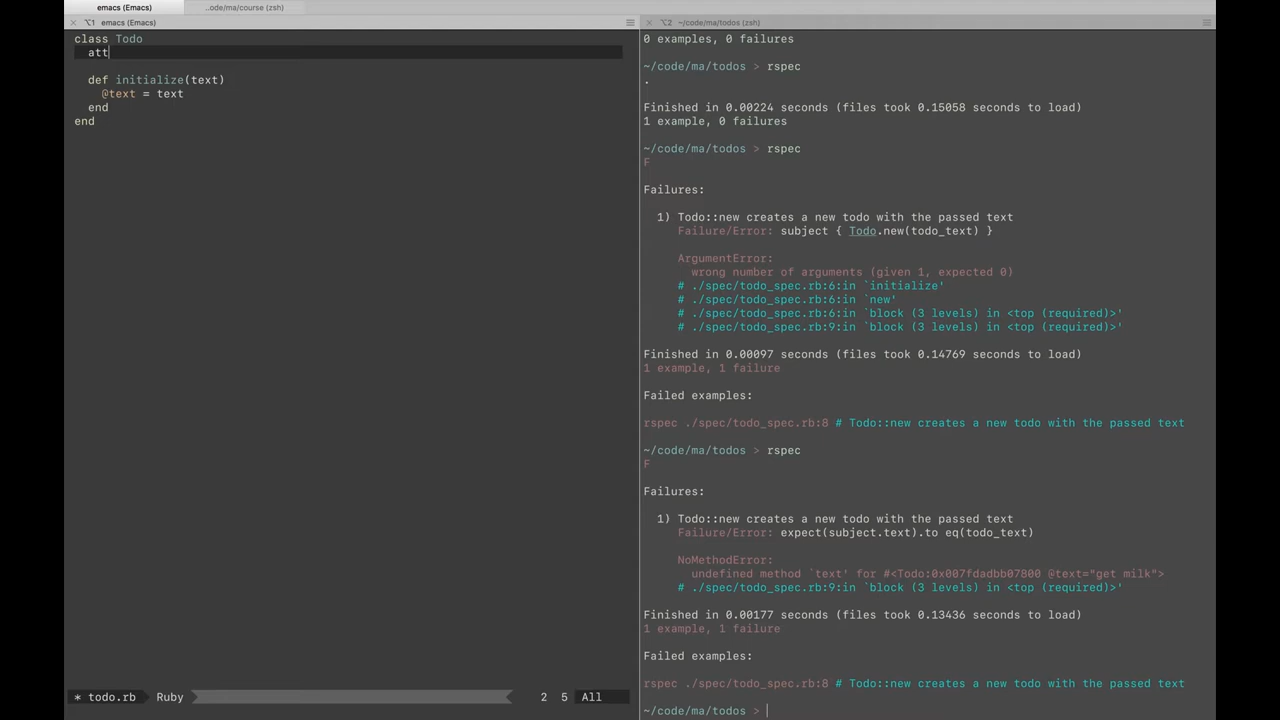 emacs (Emacs)
..ode/ma/course (zsh)
⌥1 emacs (Emacs)
class Todo
  att

  def initialize(text)
    @text = text
  end
end
* todo.rb Ruby 2 5 All
⌥2 ~/code/ma/todos (zsh)
0 examples, 0 failures

~/code/ma/todos > rspec
.

Finished in 0.00224 seconds (files took 0.15058 seconds to load)
1 example, 0 failures

~/code/ma/todos > rspec
F

Failures:

  1) Todo::new creates a new todo with the passed text
     Failure/Error: subject { Todo.new(todo_text) }

     ArgumentError:
       wrong number of arguments (given 1, expected 0)
     # ./spec/todo_spec.rb:6:in `initialize'
     # ./spec/todo_spec.rb:6:in `new'
     # ./spec/todo_spec.rb:6:in `block (3 levels) in <top (required)>'
     # ./spec/todo_spec.rb:9:in `block (3 levels) in <top (required)>'

Finished in 0.00097 seconds (files took 0.14769 seconds to load)
1 example, 1 failure

Failed examples:

rspec ./spec/todo_spec.rb:8 # Todo::new creates a new todo with the passed text

~/code/ma/todos > rspec
F

Failures:

  1) Todo::new creates a new todo with the passed text
     Failure/Error: expect(subject.text).to eq(todo_text)

     NoMethodError:
       undefined method `text' for #<Todo:0x007fdadbb07800 @text="get milk">
     # ./spec/todo_spec.rb:9:in `block (3 levels) in <top (required)>'

Finished in 0.00177 seconds (files took 0.13436 seconds to load)
1 example, 1 failure

Failed examples:

rspec ./spec/todo_spec.rb:8 # Todo::new creates a new todo with the passed text

~/code/ma/todos >